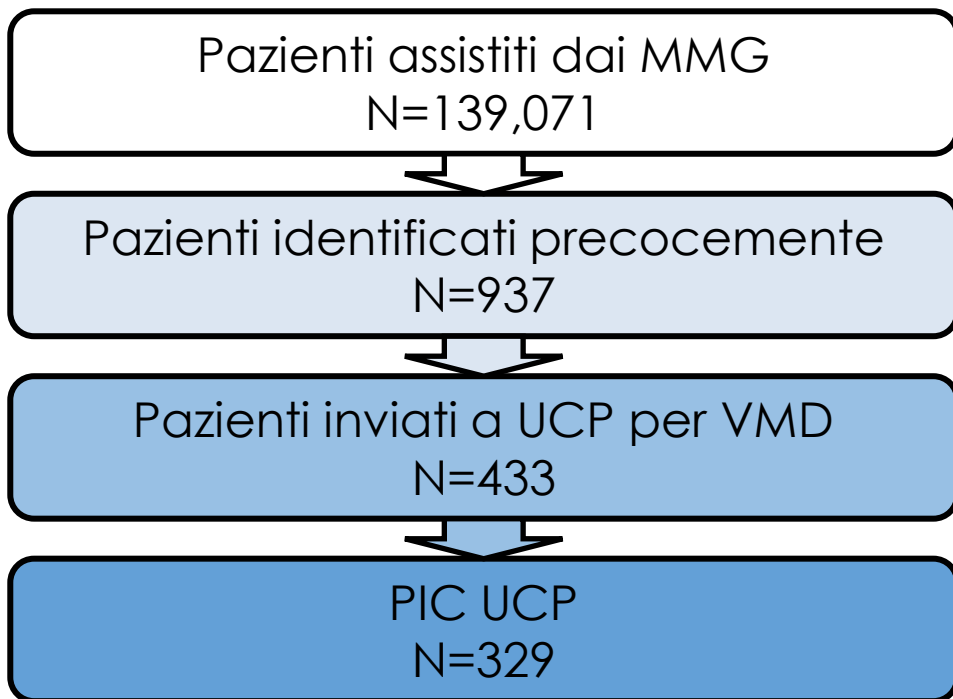 Pazienti assistiti dai MMG
N=139,071
Pazienti identificati precocemente
N=937
Pazienti inviati a UCP per VMD
N=433
PIC UCP
N=329